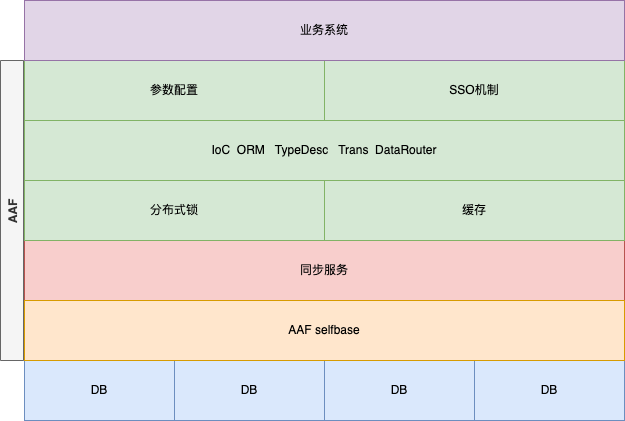 业务系统
AAF
参数配置
SSO机制
IoC ORM TypeDesc Trans DataRouter
分布式锁
缓存
同步服务
AAF selfbase
DB
DB
DB
DB